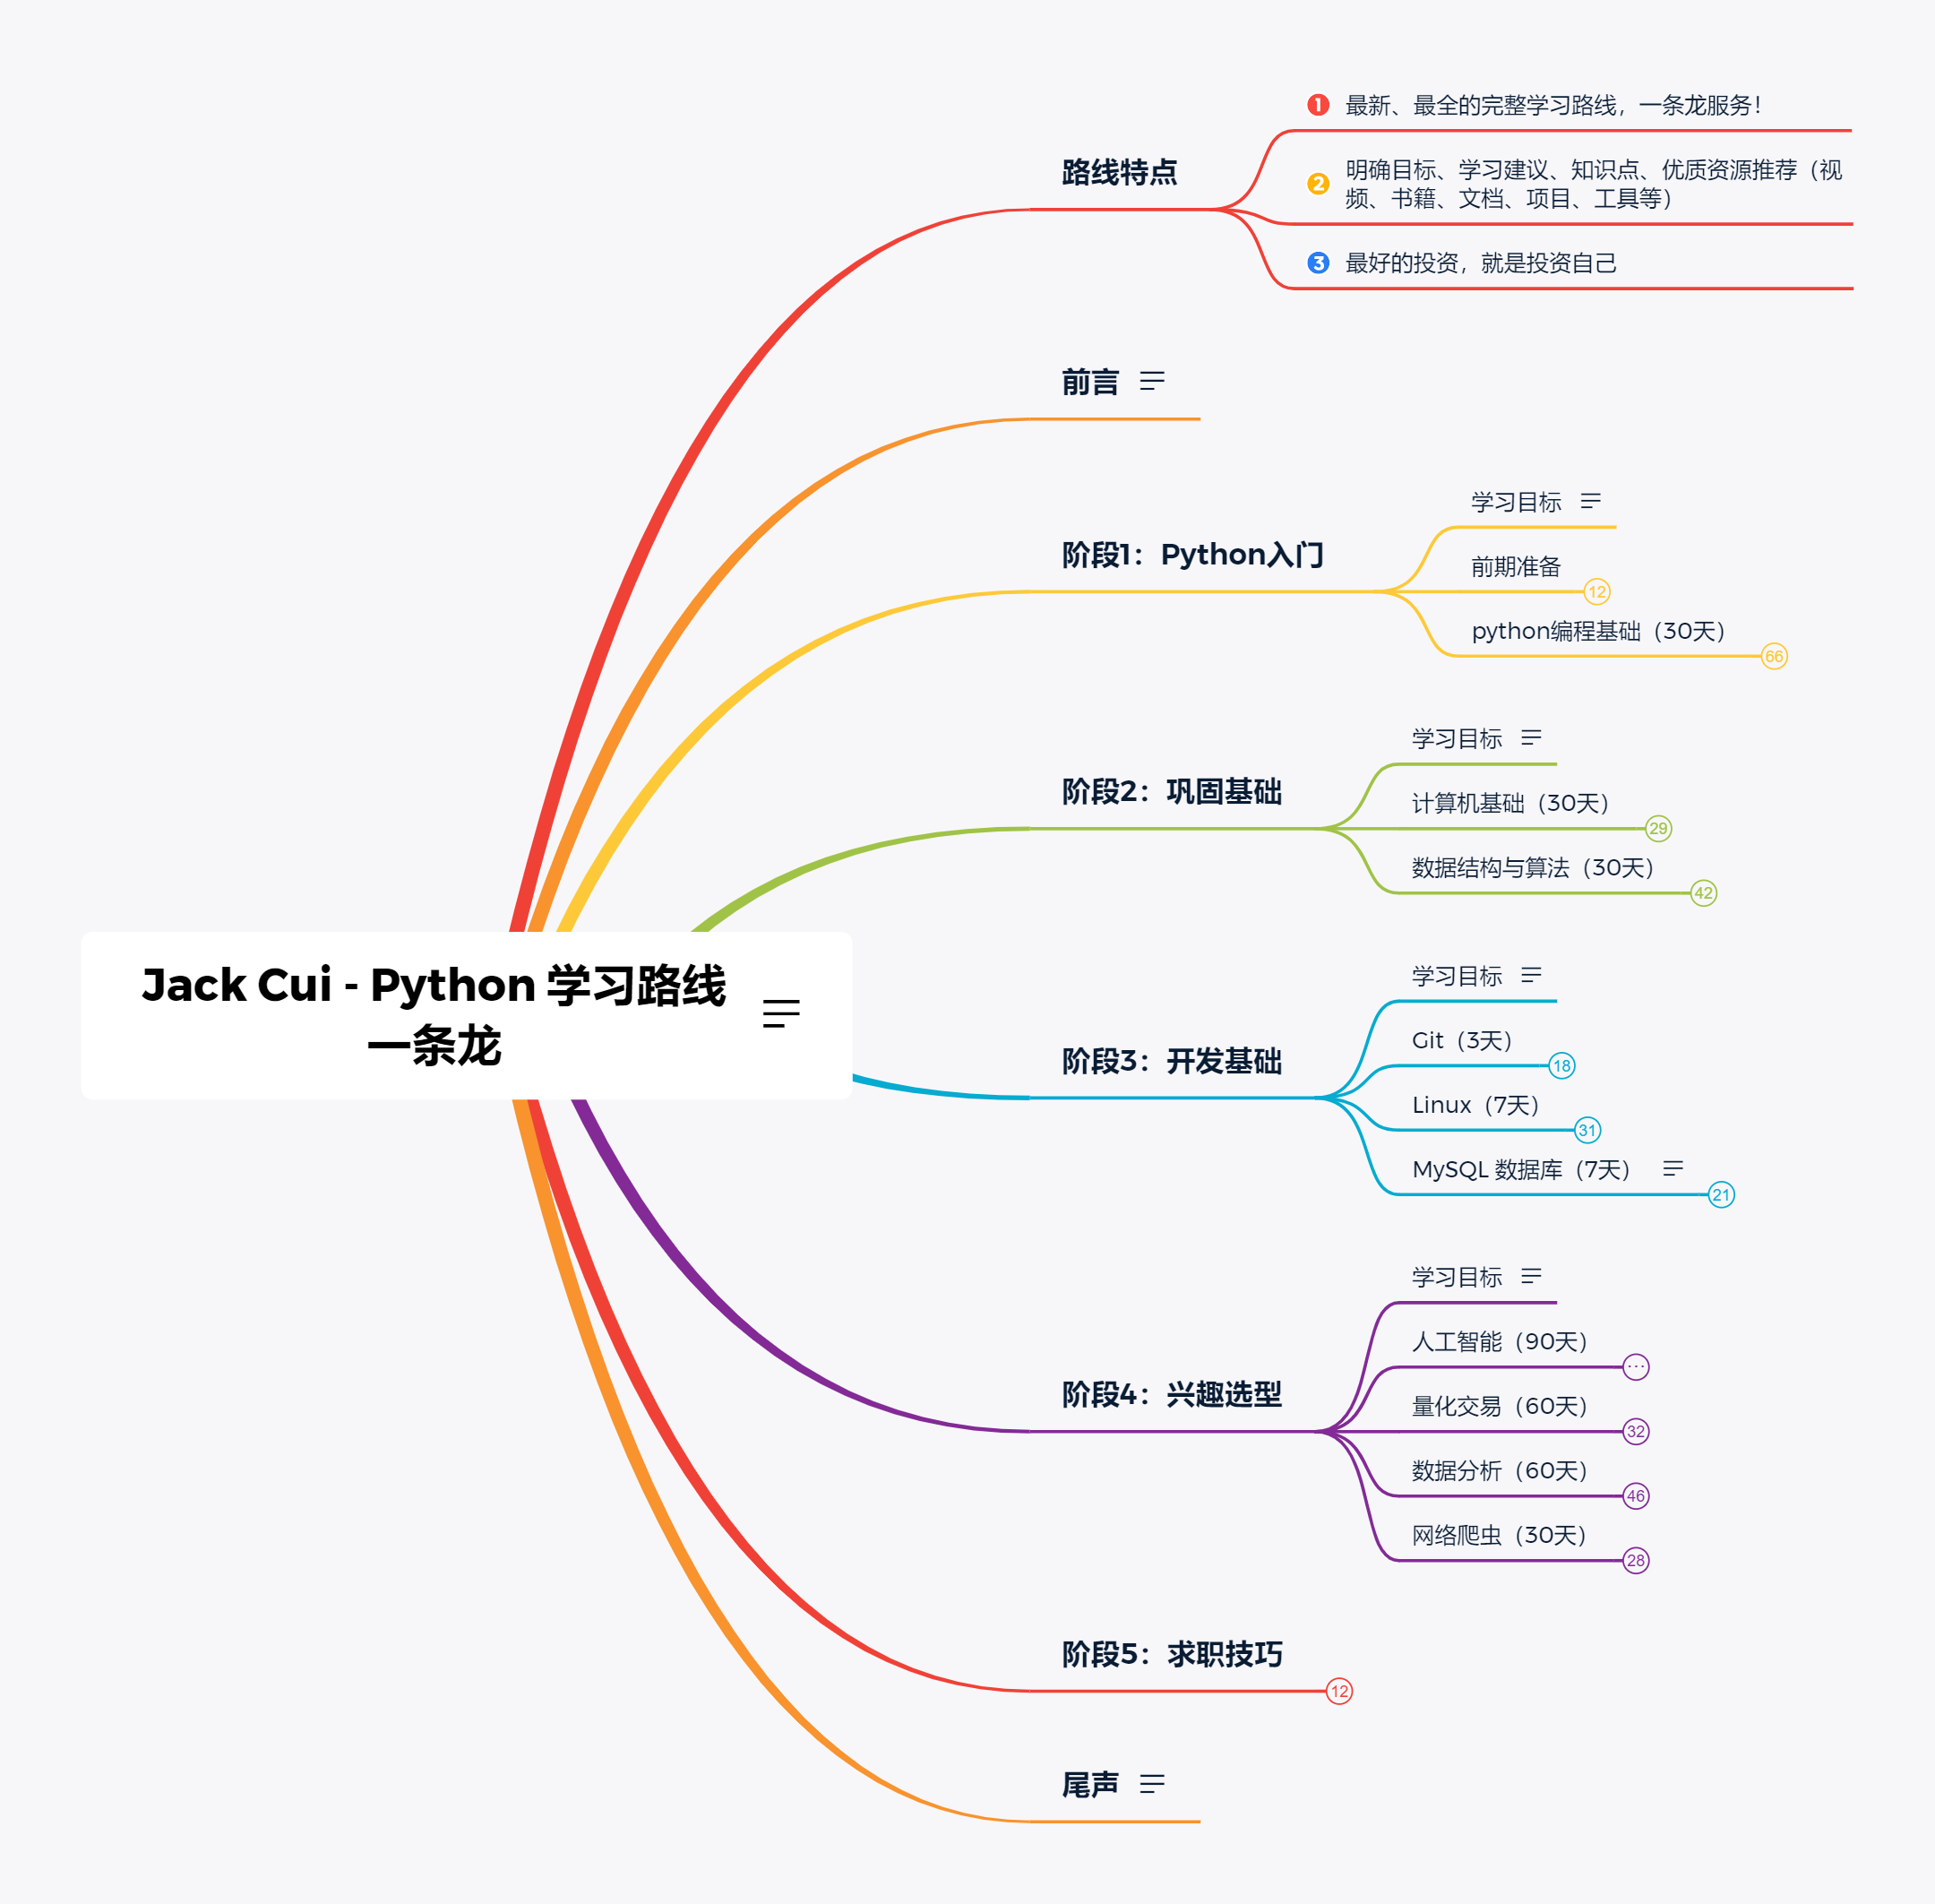 Jack Cui - Python 学习路线
一条龙
路线特点
1 最新、最全的完整学习路线，一条龙服务！
2 明确目标、学习建议、知识点、优质资源推荐（视
频、书籍、文档、项目、工具等）
3 最好的投资，就是投资自己
前言
阶段1：Python入门
学习目标
前期准备
12
python编程基础（30天）
66
阶段2：巩固基础
学习目标
计算机基础（30天）
29
数据结构与算法（30天）
42
阶段3：开发基础
学习目标
Git（3天）
18
Linux（7天）
31
MySQL 数据库（7天）
21
阶段4：兴趣选型
学习目标
人工智能（90天）
...
量化交易（60天）
32
数据分析（60天）
46
网络爬虫（30天）
28
阶段5：求职技巧
12
尾声